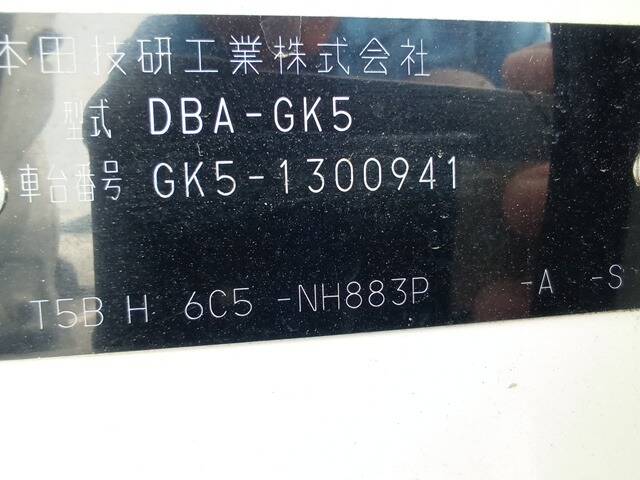 本田技研工業株式会社
型式 DBA-GK5
車台番号 GK5-1300941
T5B H 6C5 -NH883P -A -S